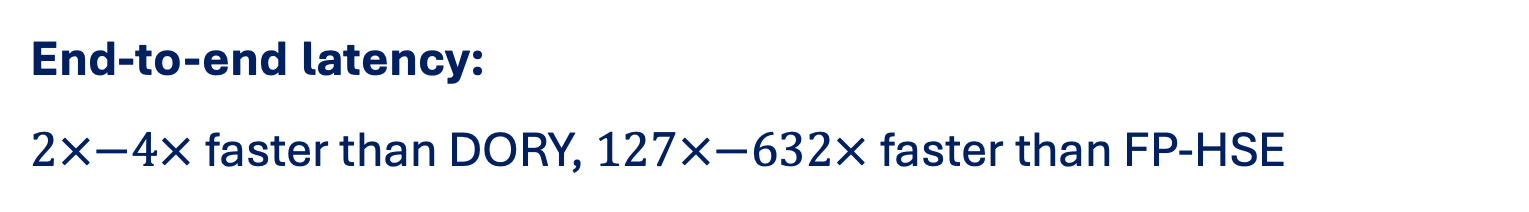 End-to-end latency:
2×−4× faster than DORY, 127×−632× faster than FP-HSE